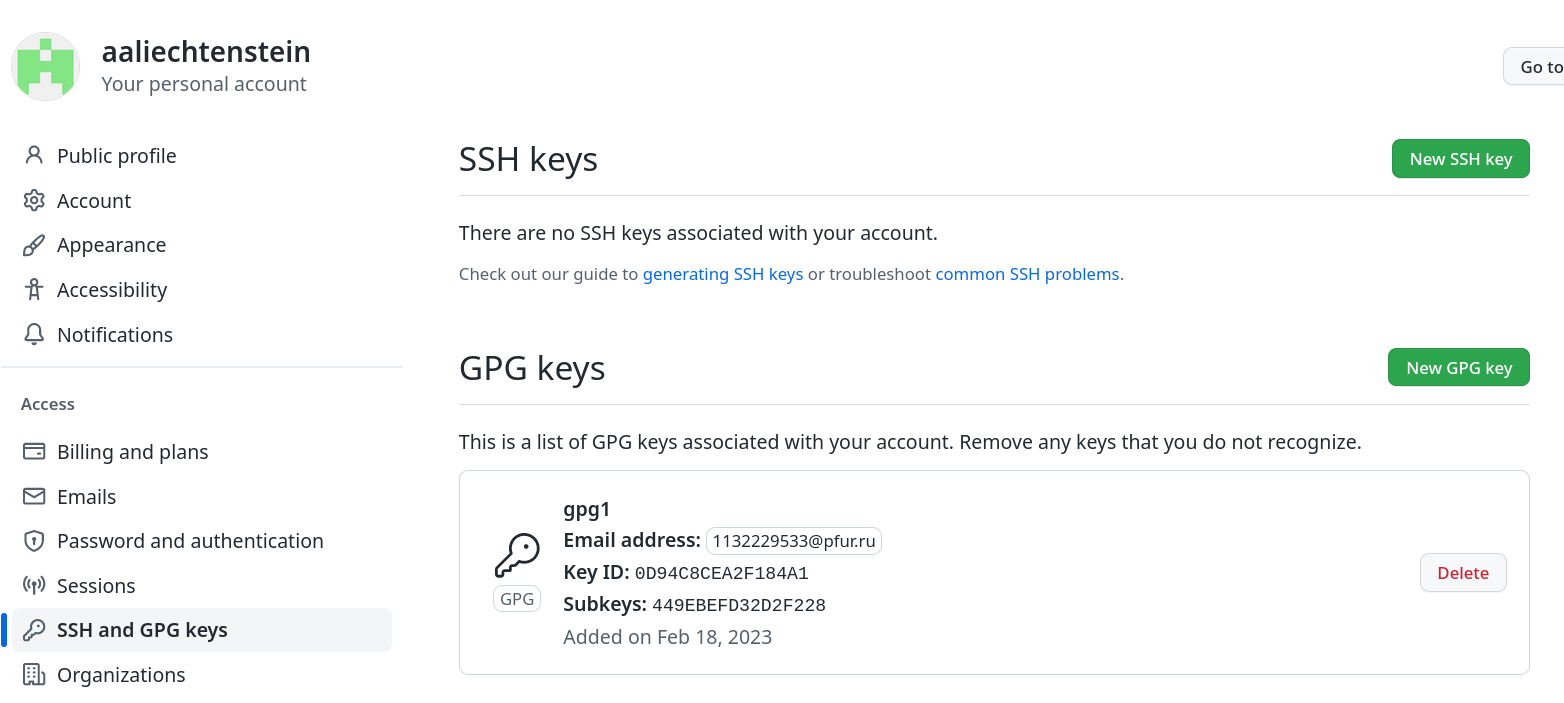 aaliechtenstein
Your personal account
Go to
Public profile
Account
Appearance
Accessibility
Notifications
Access
Billing and plans
Emails
Password and authentication
Sessions
SSH and GPG keys
Organizations
SSH keys
New SSH key
There are no SSH keys associated with your account.
Check out our guide to generating SSH keys or troubleshoot common SSH problems.
GPG keys
New GPG key
This is a list of GPG keys associated with your account. Remove any keys that you do not recognize.
GPG
gpg1
Email address: 1132229533@pfur.ru
Key ID: 0D94C8CEA2F184A1
Subkeys: 449EBEFD32D2F228
Added on Feb 18, 2023
Delete